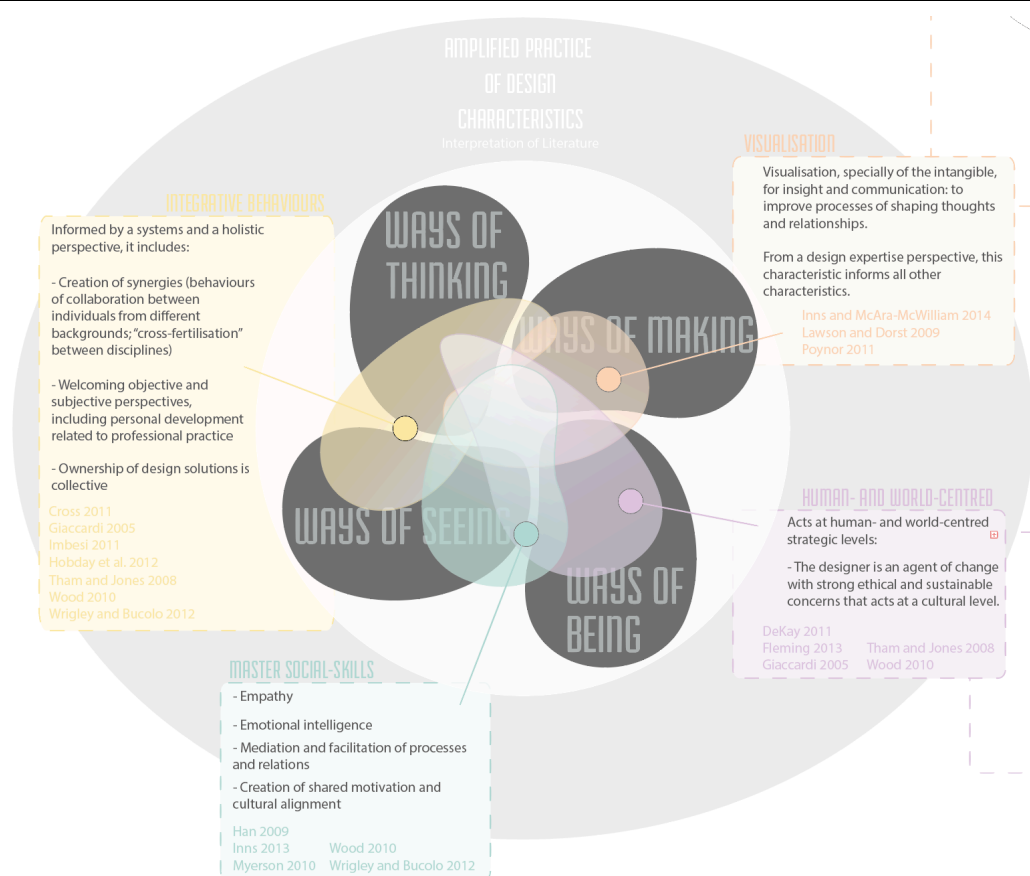 AMPLIFIED PRACTICE
OF DESIGN
CHARACTERISTICS
Interpretation of Literature
INTEGRATIVE BEHAVIOURS
Informed by a systems and a holistic
perspective, it includes:
- Creation of synergies (behaviours
of collaboration between
individuals from different
backgrounds; “cross-fertilisation”
between disciplines)
- Welcoming objective and
subjective perspectives,
including personal development
related to professional practice
- Ownership of design solutions is
collective
Cross 2011
Giaccardi 2005
Imbesi 2011
Hobday et al. 2012
Tham and Jones 2008
Wood 2010
Wrigley and Bucolo 2012
WAYS OF
THINKING
WAYS OF MAKING
WAYS OF SEEING
WAYS OF
BEING
VISUALISATION
Visualisation, specially of the intangible,
for insight and communication: to
improve processes of shaping thoughts
and relationships.
From a design expertise perspective, this
characteristic informs all other
characteristics.
Inns and McAra-McWilliam 2014
Lawson and Dorst 2009
Poynor 2011
HUMAN- AND WORLD-CENTRED
Acts at human- and world-centred
strategic levels:
- The designer is an agent of change
with strong ethical and sustainable
concerns that acts at a cultural level.
DeKay 2011
Fleming 2013 Tham and Jones 2008
Giaccardi 2005 Wood 2010
MASTER SOCIAL-SKILLS
- Empathy
- Emotional intelligence
- Mediation and facilitation of processes
and relations
- Creation of shared motivation and
cultural alignment
Han 2009
Inns 2013 Wood 2010
Myerson 2010 Wrigley and Bucolo 2012